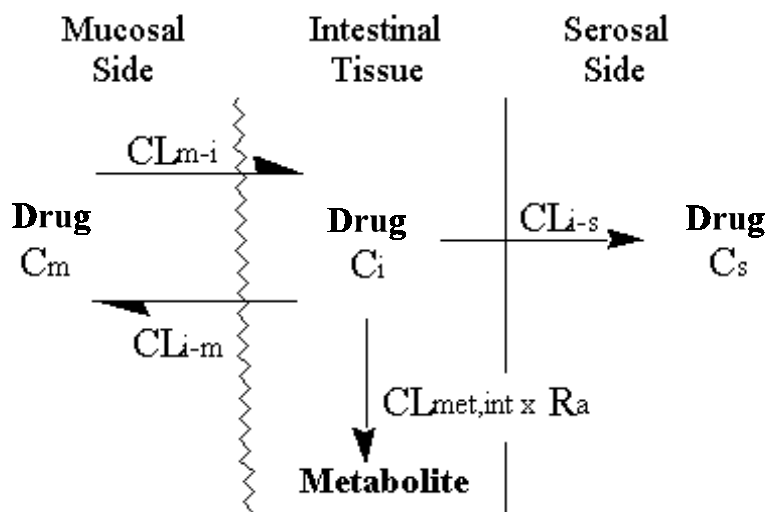 Mucosal Side
Intestinal Tissue
Serosal Side
CLm-i
Drug
Cm
Drug
Ci
CLi-s
Drug
Cs
CLi-m
CLmet,int x Ra
Metabolite